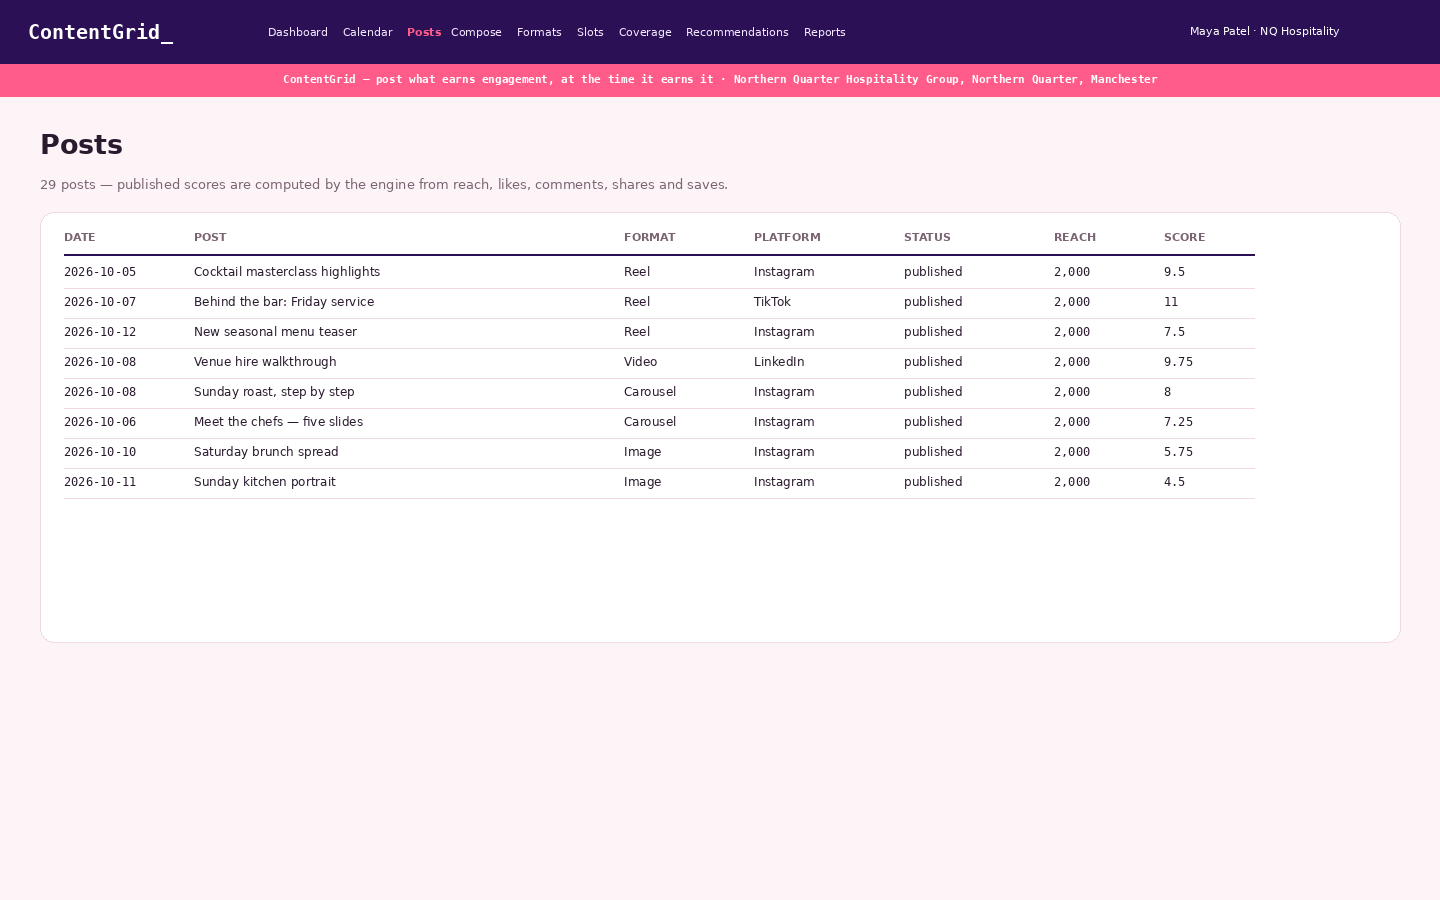 ContentGrid_
Dashboard Calendar Posts Compose Formats Slots Coverage Recommendations Reports
Maya Patel · NQ Hospitality
ContentGrid — post what earns engagement, at the time it earns it · Northern Quarter Hospitality Group, Northern Quarter, Manchester
Posts
29 posts — published scores are computed by the engine from reach, likes, comments, shares and saves.
DATE POST FORMAT PLATFORM STATUS REACH SCORE
2026-10-05 Cocktail masterclass highlights Reel Instagram published 2,000 9.5
2026-10-07 Behind the bar: Friday service Reel TikTok published 2,000 11
2026-10-12 New seasonal menu teaser Reel Instagram published 2,000 7.5
2026-10-08 Venue hire walkthrough Video LinkedIn published 2,000 9.75
2026-10-08 Sunday roast, step by step Carousel Instagram published 2,000 8
2026-10-06 Meet the chefs — five slides Carousel Instagram published 2,000 7.25
2026-10-10 Saturday brunch spread Image Instagram published 2,000 5.75
2026-10-11 Sunday kitchen portrait Image Instagram published 2,000 4.5